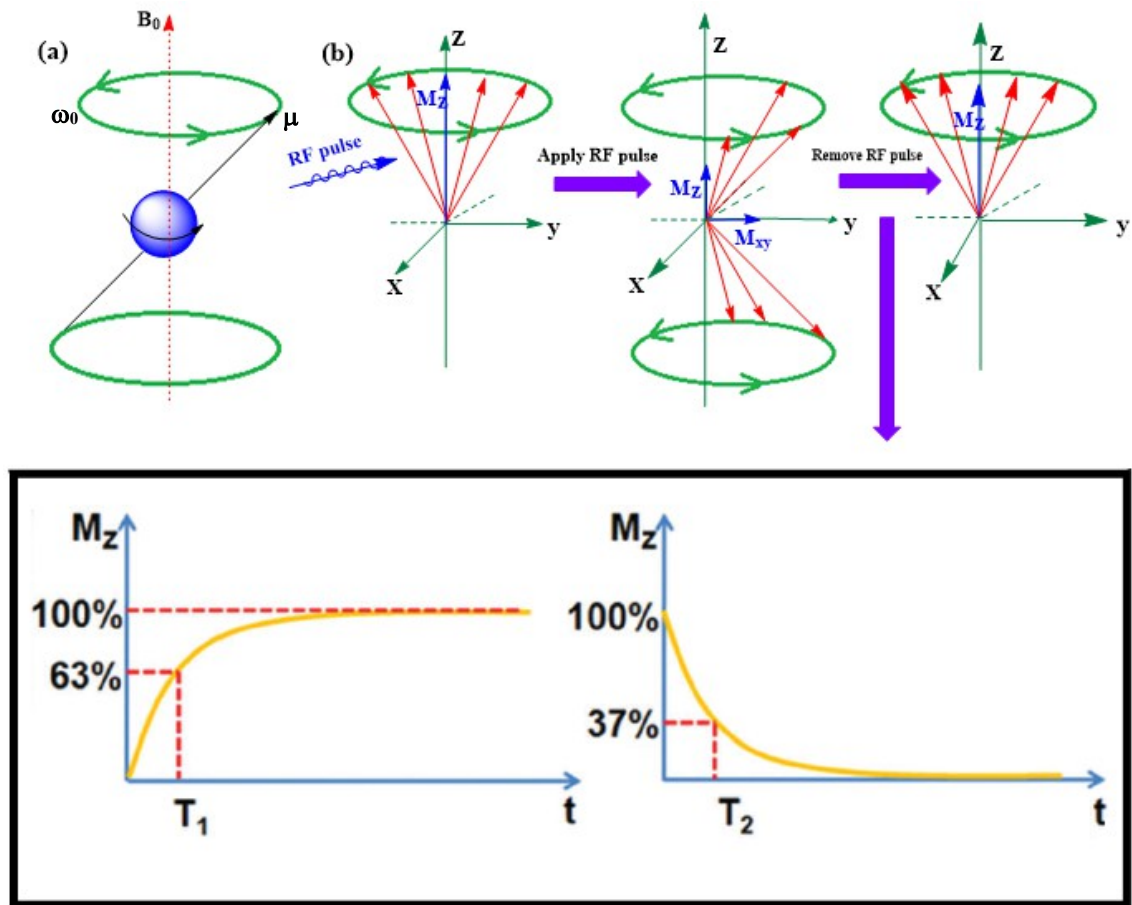 (a)
B₀
ω₀
μ
RF pulse
(b)
Z
Mz
y
X
Apply RF pulse
Z
Mz
Mxy
y
X
Remove RF pulse
Z
Mz
y
X
Mz
100%
63%
T₁
t
Mz
100%
37%
T₂
t